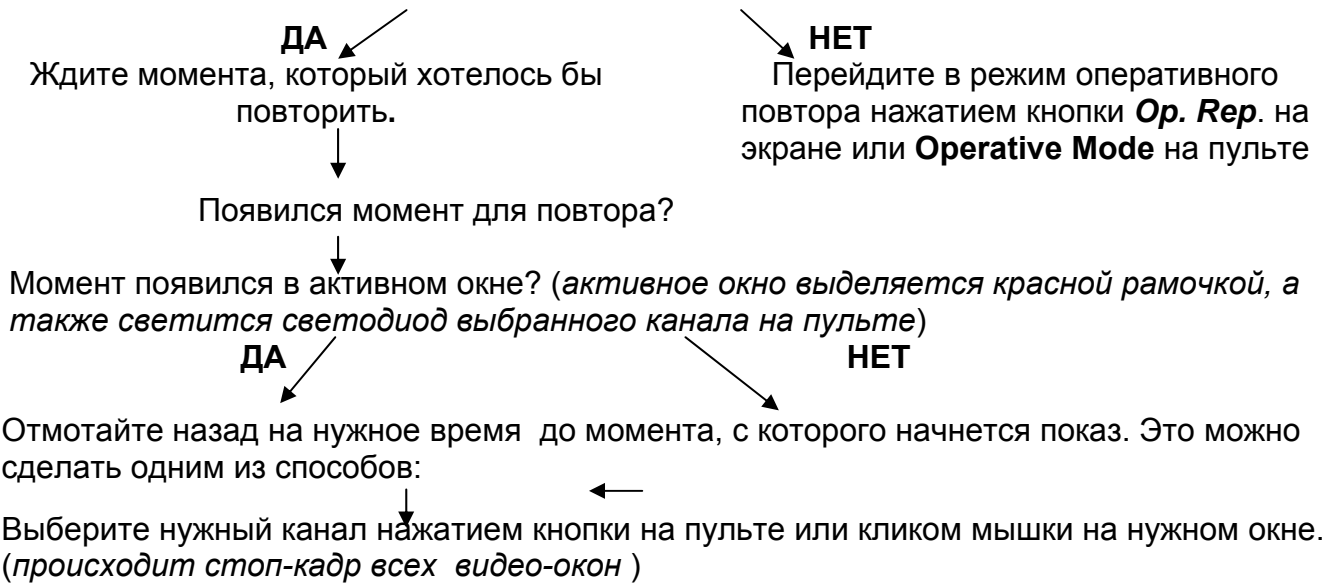 ДА НЕТ
Ждите момента, который хотелось бы
повторить.
Перейдите в режим оперативного
повтора нажатием кнопки Op. Rep. на
экране или Operative Mode на пульте
Появился момент для повтора?
Момент появился в активном окне? (активное окно выделяется красной рамочкой, а
также светится светодиод выбранного канала на пульте)
ДА НЕТ
Отмотайте назад на нужное время до момента, с которого начнется показ. Это можно
сделать одним из способов:
Выберите нужный канал нажатием кнопки на пульте или кликом мышки на нужном окне.
(происходит стоп-кадр всех видео-окон )